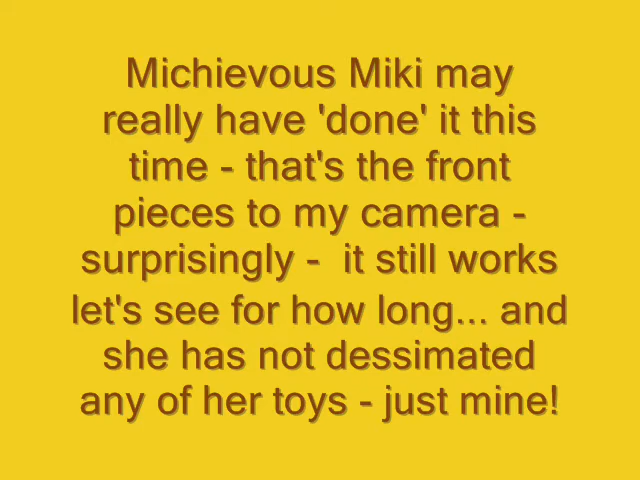 Michievous Miki may
really have 'done' it this
time - that's the front
pieces to my camera -
surprisingly -  it still works
let's see for how long... and
she has not dessimated
any of her toys - just mine!